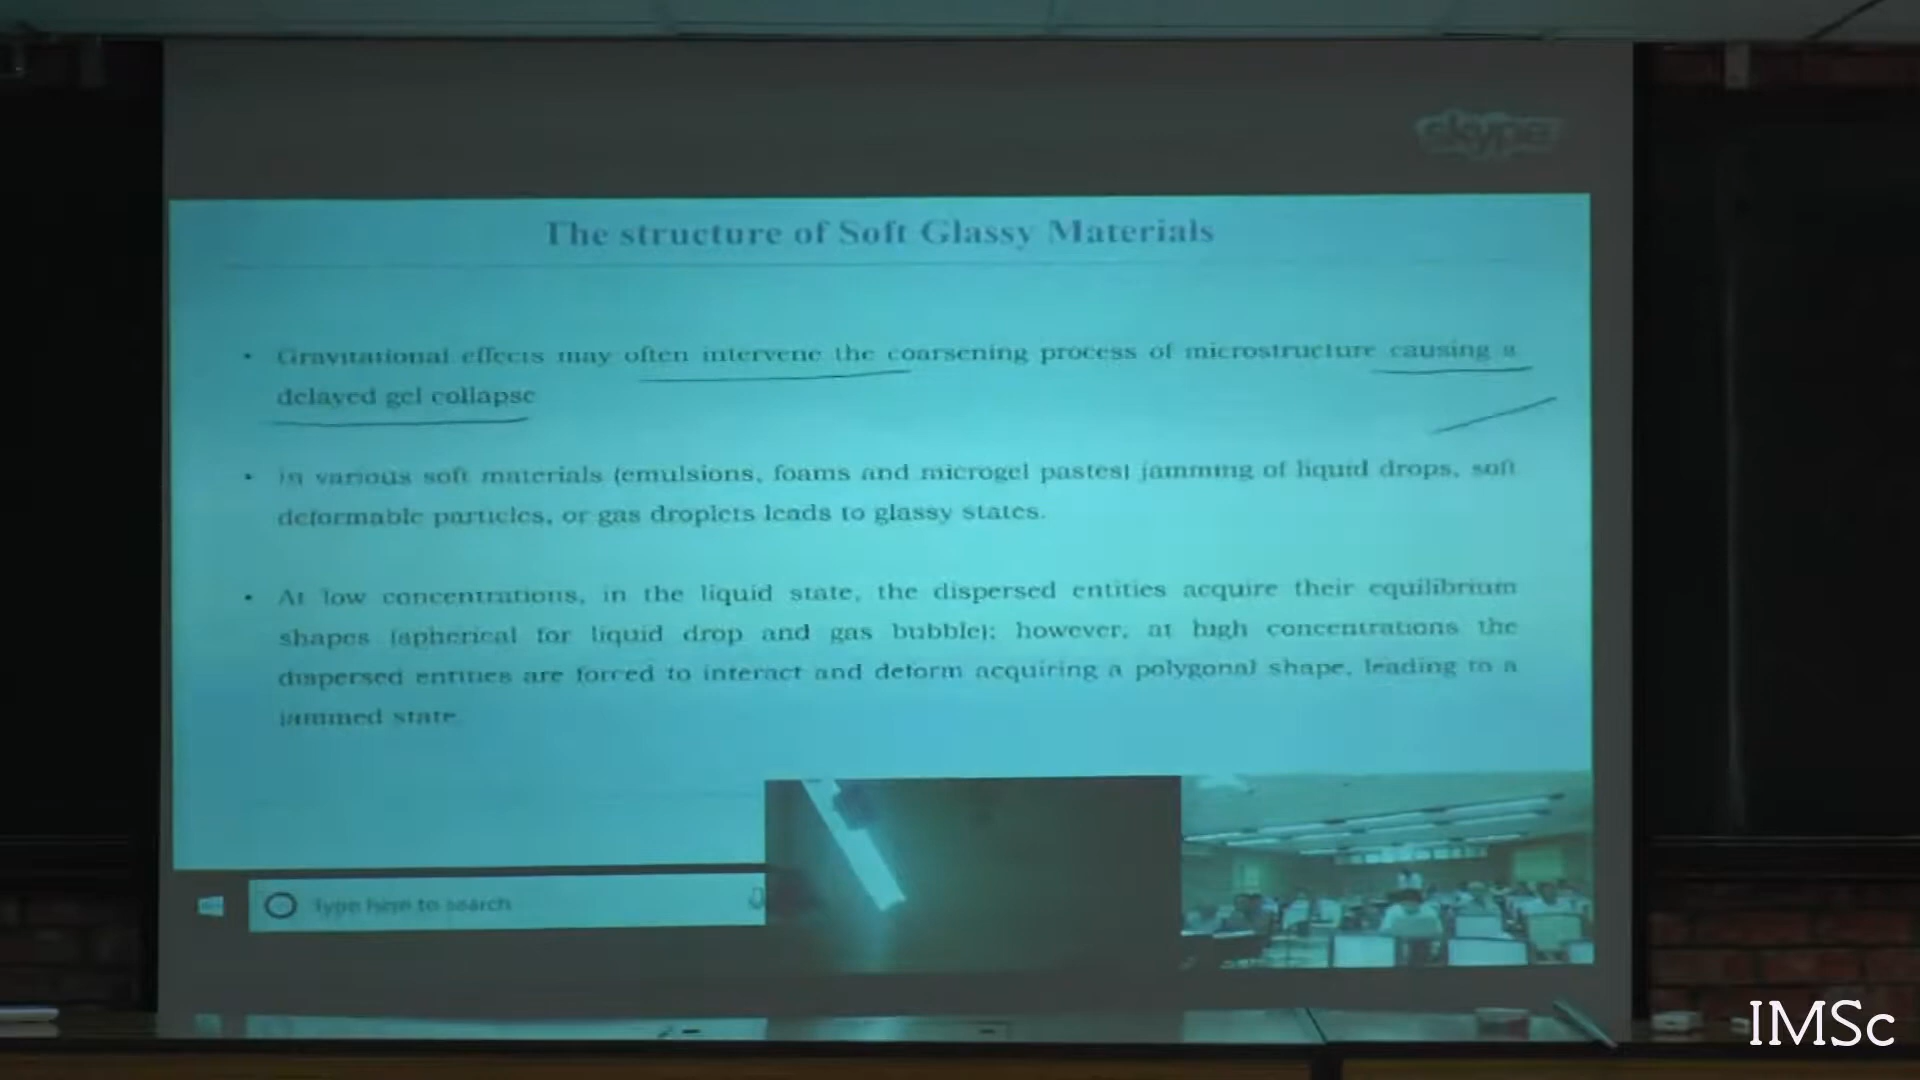 skype
The structure of Soft Glassy Materials
• Gravitational effects may often intervene the coarsening process of microstructure causing a
delayed gel collapse
• In various soft materials (emulsions, foams and microgel pastes) jamming of liquid drops, soft
deformable particles, or gas droplets leads to glassy states.
• At low concentrations, in the liquid state, the dispersed entities acquire their equilibrium
shapes (spherical for liquid drop and gas bubble); however, at high concentrations the
dispersed entities are forced to interact and deform acquiring a polygonal shape, leading to a
jammed state
Type here to search
IMSc